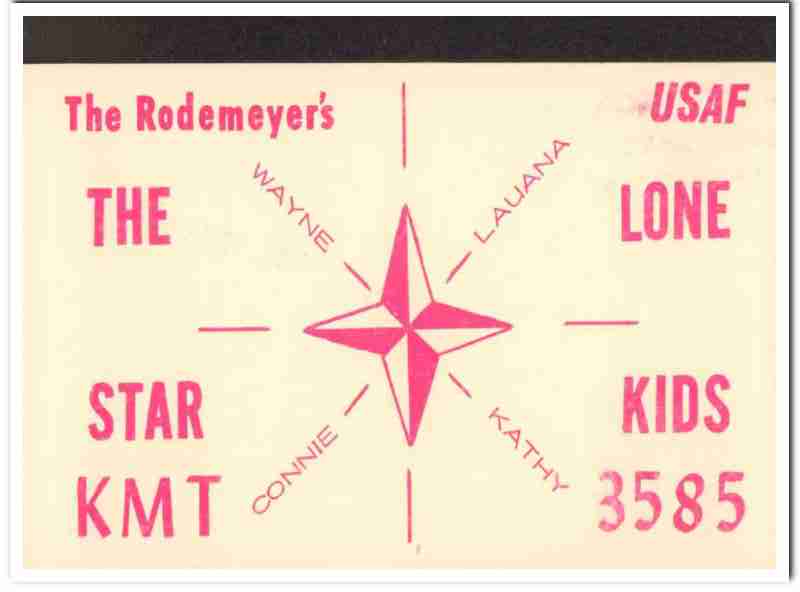 The Rodemeyer's USAF
THE LONE
WAYNE LAUANA
STAR KIDS
CONNIE KATHY
KMT 3585